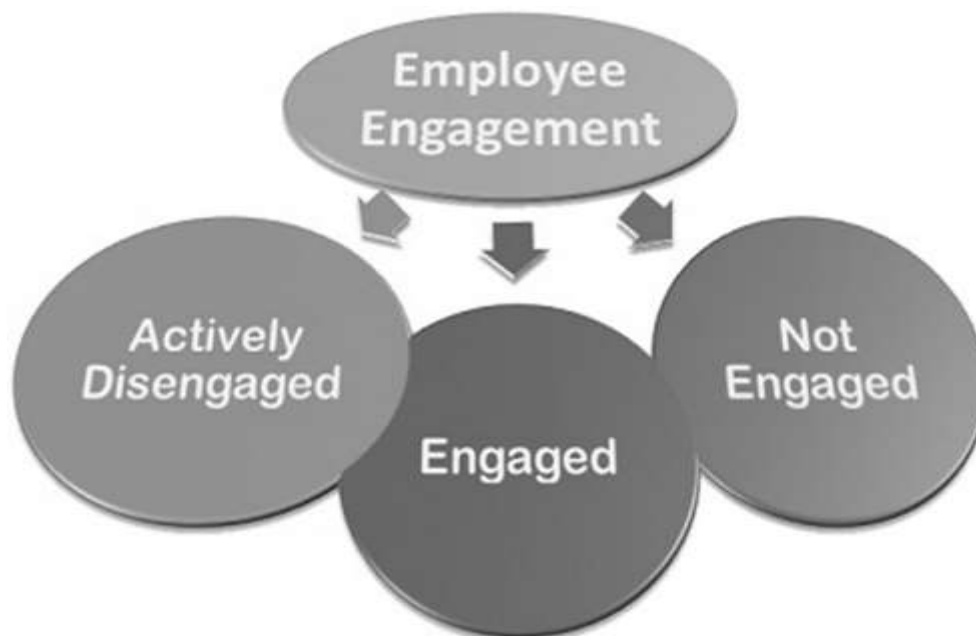 Employee
Engagement
Actively
Disengaged
Engaged
Not
Engaged